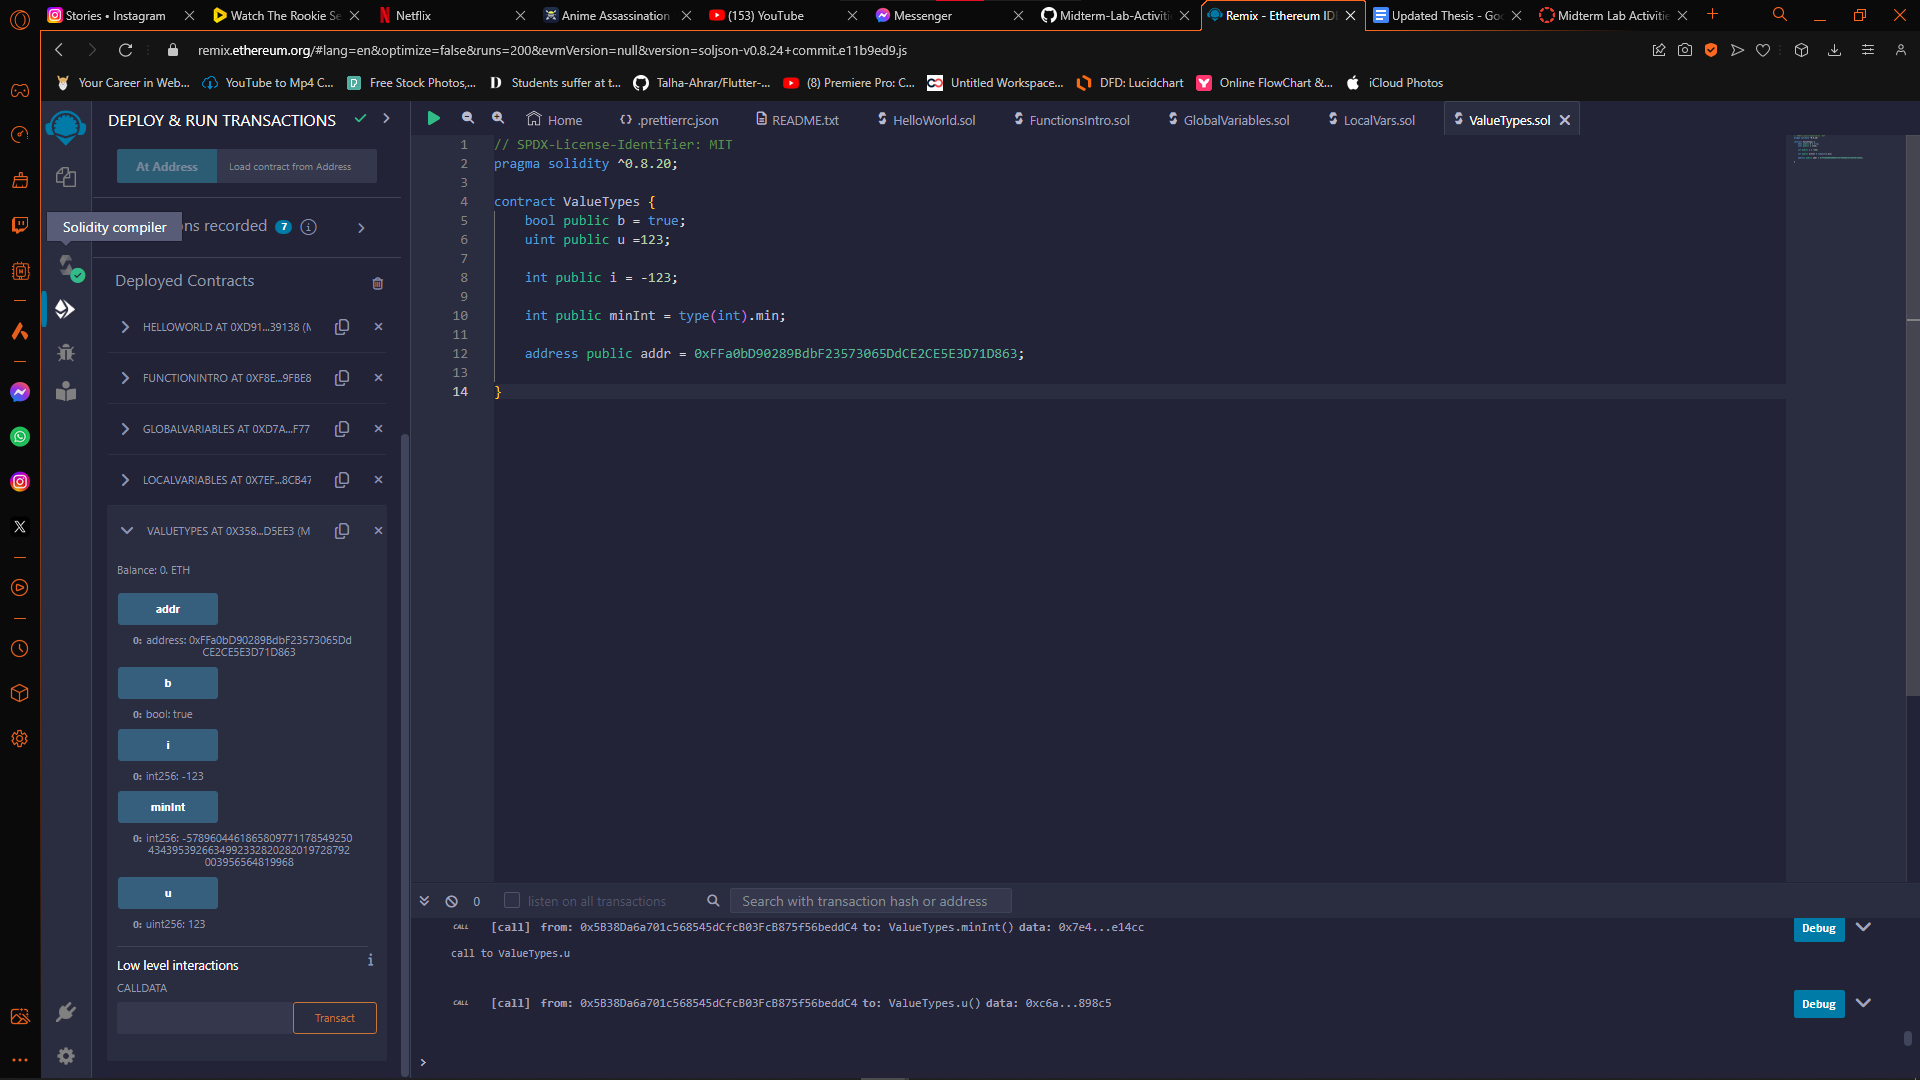 Stories • Instagram
Watch The Rookie Se
Netflix
Anime Assassination
(153) YouTube
Messenger
Midterm-Lab-Activiti
Remix - Ethereum IDE
Updated Thesis - Goo
Midterm Lab Activitie
remix.ethereum.org/#lang=en&optimize=false&runs=200&evmVersion=null&version=soljson-v0.8.24+commit.e11b9ed9.js
Your Career in Web...
YouTube to Mp4 C...
Free Stock Photos,...
Students suffer at t...
Talha-Ahrar/Flutter-...
(8) Premiere Pro: C...
Untitled Workspace...
DFD: Lucidchart
Online FlowChart &...
iCloud Photos
DEPLOY & RUN TRANSACTIONS
Home
.prettierrc.json
README.txt
HelloWorld.sol
FunctionsIntro.sol
GlobalVariables.sol
LocalVars.sol
ValueTypes.sol
At Address
Load contract from Address
Solidity compiler
ns recorded 7
Deployed Contracts
HELLOWORLD AT 0XD91...39138 (M
FUNCTIONINTRO AT 0XF8E...9FBE8
GLOBALVARIABLES AT 0XD7A...F77
LOCALVARIABLES AT 0X7EF...8CB47
VALUETYPES AT 0X358...D5EE3 (M
Balance: 0. ETH
addr
0: address: 0xFFa0bD90289BdbF23573065Dd
CE2CE5E3D71D863
b
0: bool: true
i
0: int256: -123
minInt
0: int256: -5789604461865809771178549250
4343953926634992332820282019728792
003956564819968
u
0: uint256: 123
Low level interactions
CALLDATA
Transact
1 // SPDX-License-Identifier: MIT
2 pragma solidity ^0.8.20;
3
4 contract ValueTypes {
5 bool public b = true;
6 uint public u =123;
7
8 int public i = -123;
9
10 int public minInt = type(int).min;
11
12 address public addr = 0xFFa0bD90289BdbF23573065DdCE2CE5E3D71D863;
13
14 }
0
listen on all transactions
Search with transaction hash or address
CALL [call] from: 0x5B38Da6a701c568545dCfcB03FcB875f56beddC4 to: ValueTypes.minInt() data: 0x7e4...e14cc
Debug
call to ValueTypes.u
CALL [call] from: 0x5B38Da6a701c568545dCfcB03FcB875f56beddC4 to: ValueTypes.u() data: 0xc6a...898c5
Debug
>